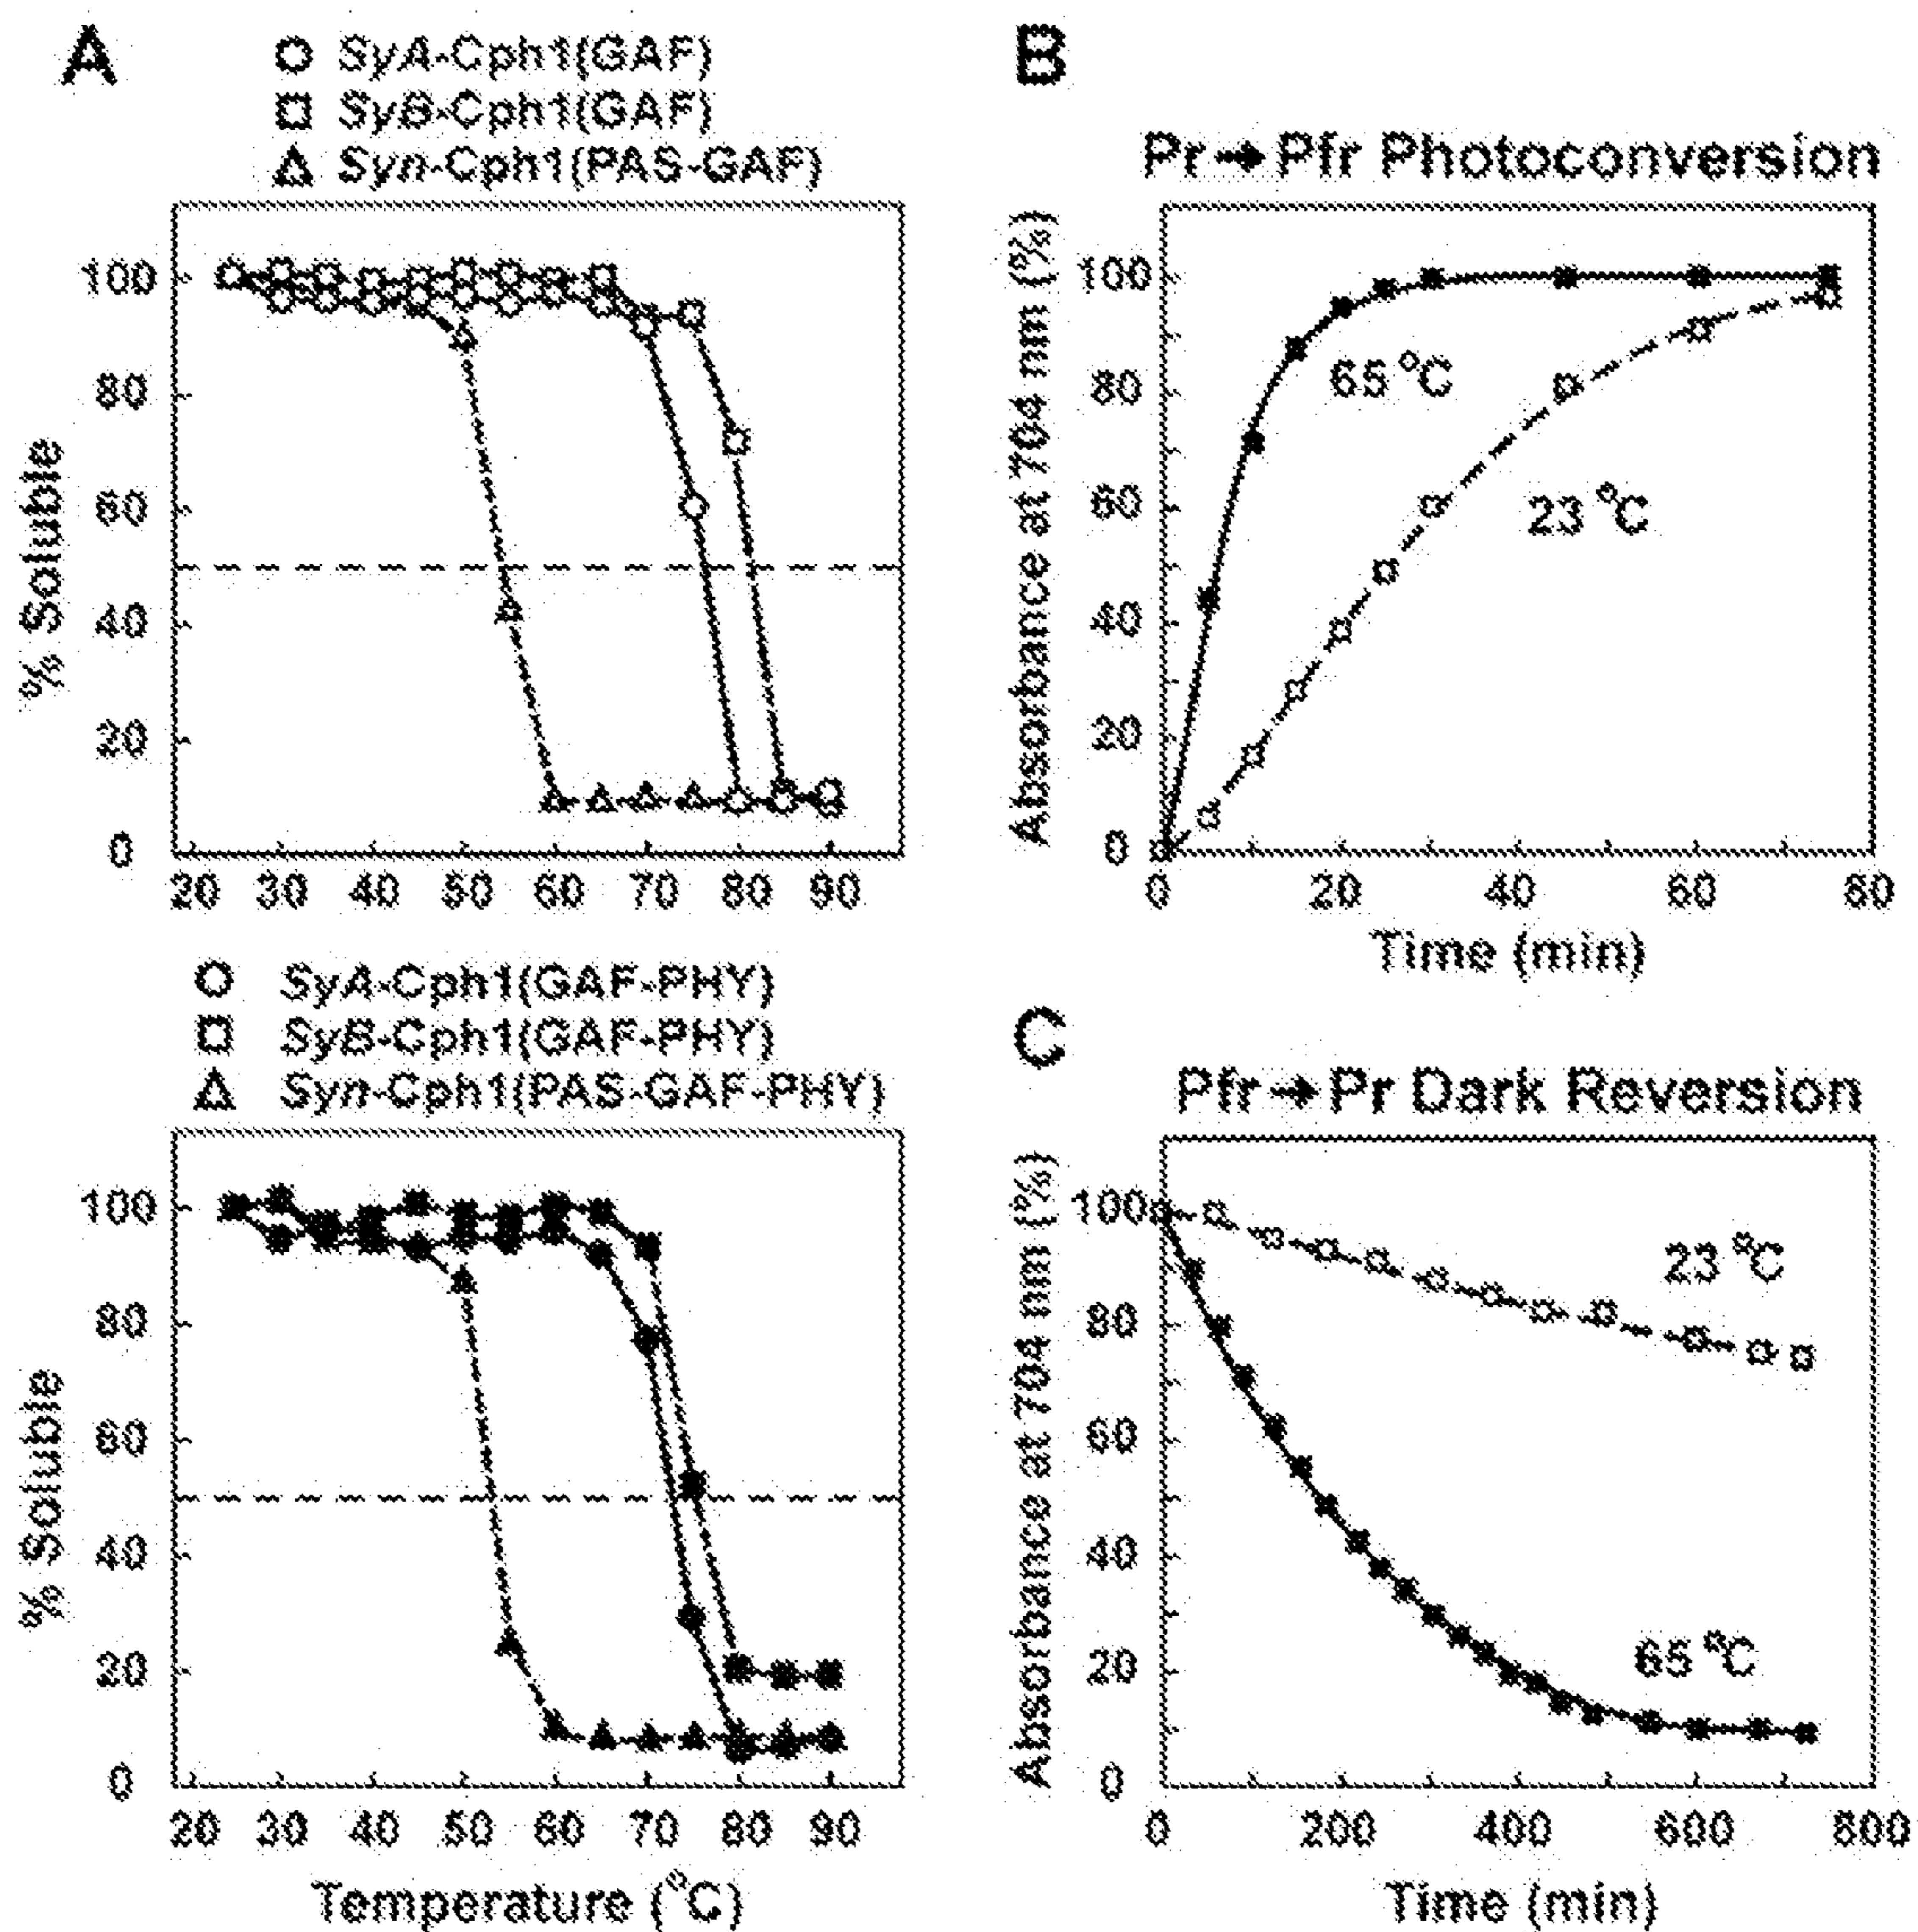 A
SyA-Cph1(GAF)
SyB-Cph1(GAF)
Syn-Cph1(PAS-GAF)
% Soluble
100
80
60
40
20
0
20 30 40 50 60 70 80 90
SyA-Cph1(GAF-PHY)
SyB-Cph1(GAF-PHY)
Syn-Cph1(PAS-GAF-PHY)
% Soluble
100
80
60
40
20
0
20 30 40 50 60 70 80 90
Temperature (°C)
B
Pr → Pfr Photoconversion
Absorbance at 704 nm (%)
100
80
60
40
20
0
65 °C
23 °C
0 20 40 60 80
Time (min)
C
Pfr → Pr Dark Reversion
Absorbance at 704 nm (%)
100
80
60
40
20
0
23 °C
65 °C
0 200 400 600 800
Time (min)